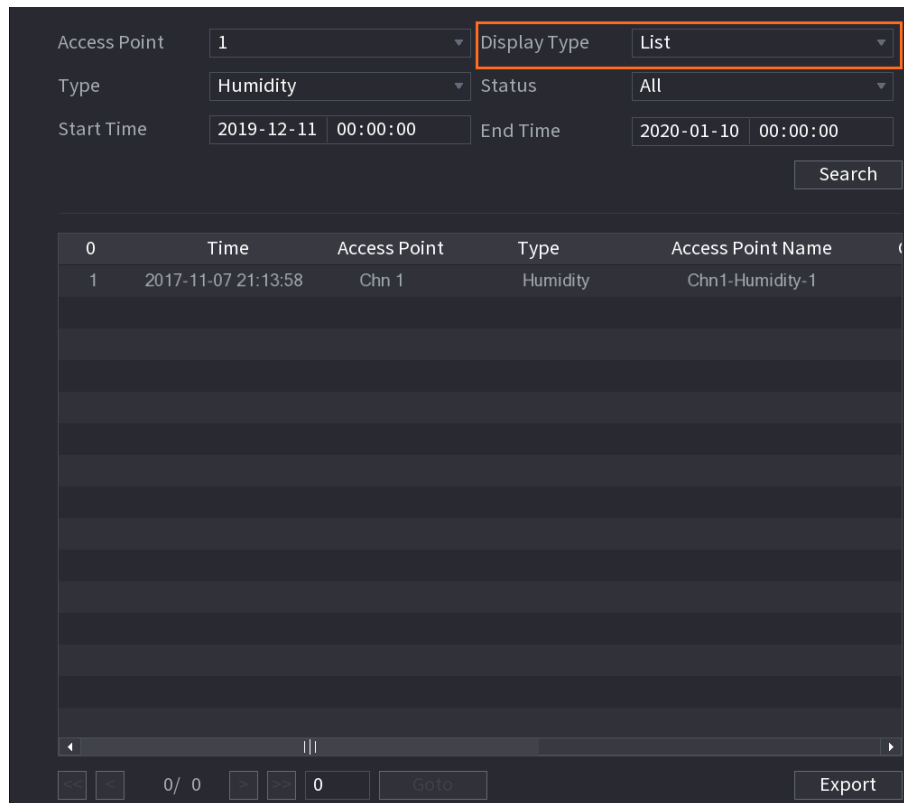 Access Point 1 Display Type List
Type Humidity Status All
Start Time 2019-12-11 00:00:00 End Time 2020-01-10 00:00:00
Search
0 Time Access Point Type Access Point Name
1 2017-11-07 21:13:58 Chn 1 Humidity Chn1-Humidity-1
<< < 0/ 0 > >> 0 Goto Export